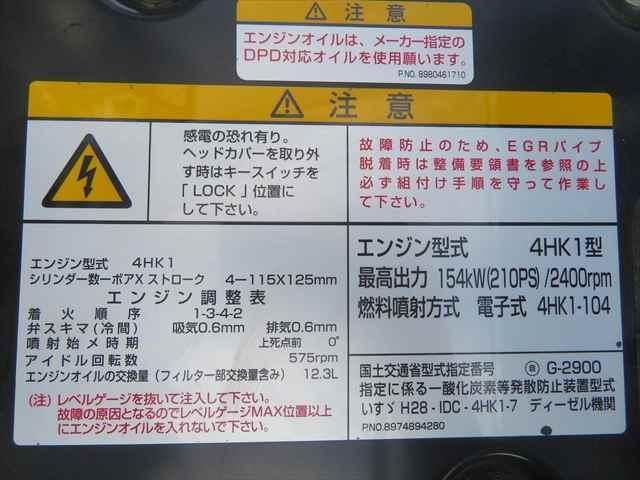 注意
エンジンオイルは、メーカー指定の
DPD対応オイルを使用願います。
P.NO. 8980461710
注意
感電の恐れ有り。
ヘッドカバーを取り外
す時はキースイッチを
「LOCK」位置に
して下さい。
故障防止のため、EGRパイプ
脱着時は整備要領書を参照の上
必ず組付け手順を守って作業し
て下さい。
エンジン型式 4HK1
シリンダー数ーボアX ストローク 4-115X125mm
エンジン調整表
着火順序 1-3-4-2
弁スキマ(冷間) 吸気0.6mm 排気0.6mm
噴射始メ時期 上死点前 0°
アイドル回転数 575rpm
エンジンオイルの交換量(フィルター部交換量含み) 12.3L
(注)レベルゲージを抜いて注入して下さい。
故障の原因となるのでレベルゲージMAX位置以上
にエンジンオイルを入れないで下さい。
エンジン型式 4HK1型
最高出力 154kW(210PS)/2400rpm
燃料噴射方式 電子式 4HK1-104
国土交通省型式指定番号 G-2900
指定に係る一酸化炭素等発散防止装置型式
いすゞ H28-IDC-4HK1-7 ディーゼル機関
P.NO.8974894280